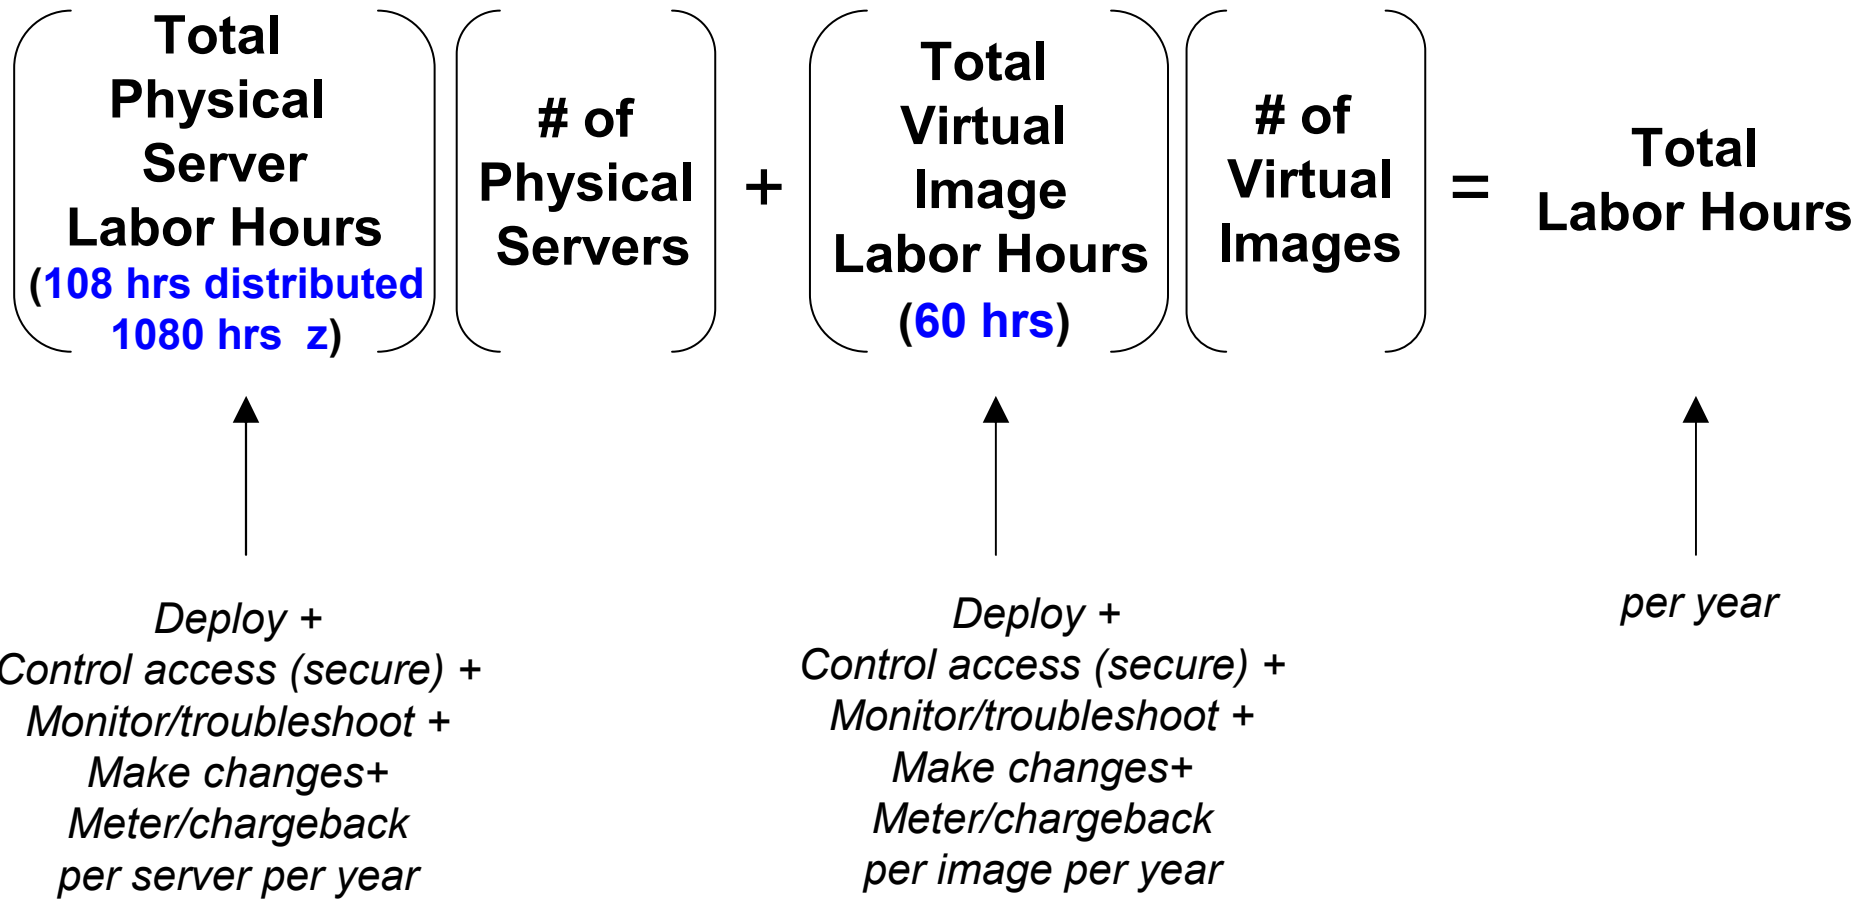 Total
Physical
Server
Labor Hours
(108 hrs distributed
1080 hrs z)
# of
Physical
Servers
+
Total
Virtual
Image
Labor Hours
(60 hrs)
# of
Virtual
Images
=
Total
Labor Hours
Deploy +
Control access (secure) +
Monitor/troubleshoot +
Make changes+
Meter/chargeback
per server per year
Deploy +
Control access (secure) +
Monitor/troubleshoot +
Make changes+
Meter/chargeback
per image per year
per year